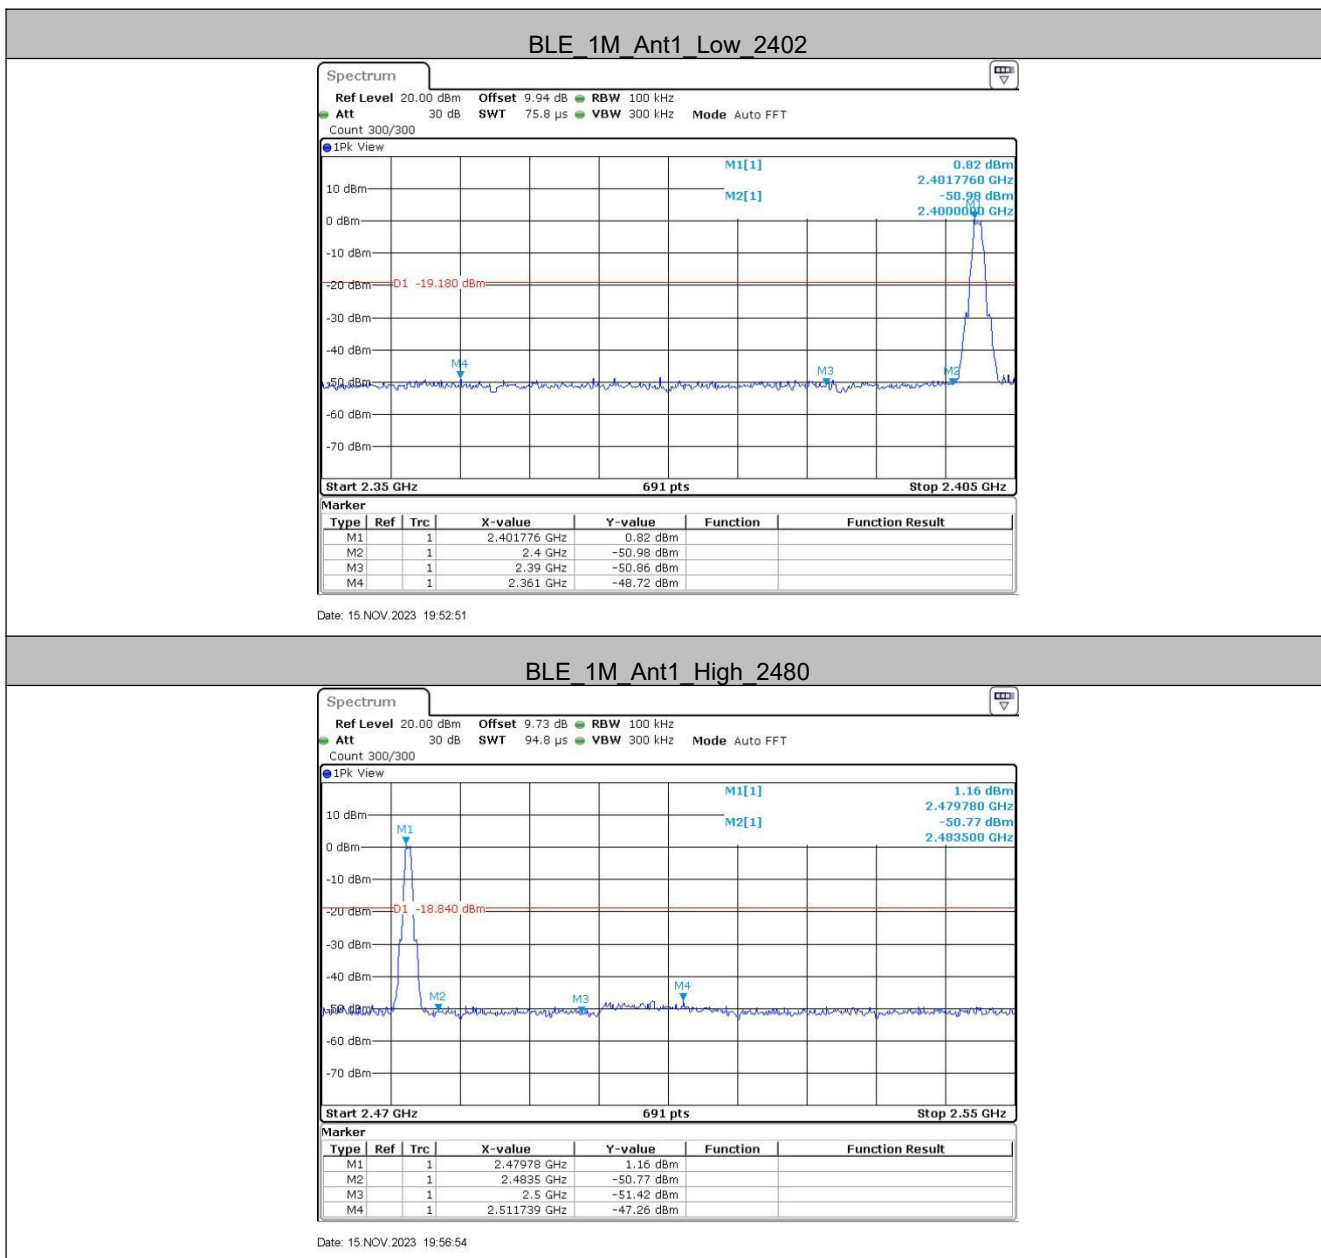 BLE_1M_Ant1_Low_2402
Spectrum
Ref Level 20.00 dBm Offset 9.94 dB RBW 100 kHz
Att 30 dB SWT 75.8 µs VBW 300 kHz Mode Auto FFT
Count 300/300
1Pk View
M1[1] 0.82 dBm
2.4017760 GHz
M2[1] -50.98 dBm
2.4000000 GHz
M1
10 dBm
0 dBm
-10 dBm
-20 dBm
D1 -19.180 dBm
-30 dBm
-40 dBm
M4
M3
M2
-50 dBm
-60 dBm
-70 dBm
Start 2.35 GHz 691 pts Stop 2.405 GHz
Marker
Type Ref Trc X-value Y-value Function Function Result
M1 1 2.401776 GHz 0.82 dBm
M2 1 2.4 GHz -50.98 dBm
M3 1 2.39 GHz -50.86 dBm
M4 1 2.361 GHz -48.72 dBm
Date: 15.NOV.2023 19:52:51
BLE_1M_Ant1_High_2480
Spectrum
Ref Level 20.00 dBm Offset 9.73 dB RBW 100 kHz
Att 30 dB SWT 94.8 µs VBW 300 kHz Mode Auto FFT
Count 300/300
1Pk View
M1[1] 1.16 dBm
2.479780 GHz
M2[1] -50.77 dBm
2.483500 GHz
10 dBm
M1
0 dBm
-10 dBm
-20 dBm
D1 -18.840 dBm
-30 dBm
-40 dBm
M2
M3
M4
-50 dBm
-60 dBm
-70 dBm
Start 2.47 GHz 691 pts Stop 2.55 GHz
Marker
Type Ref Trc X-value Y-value Function Function Result
M1 1 2.47978 GHz 1.16 dBm
M2 1 2.4835 GHz -50.77 dBm
M3 1 2.5 GHz -51.42 dBm
M4 1 2.511739 GHz -47.26 dBm
Date: 15.NOV.2023 19:56:54